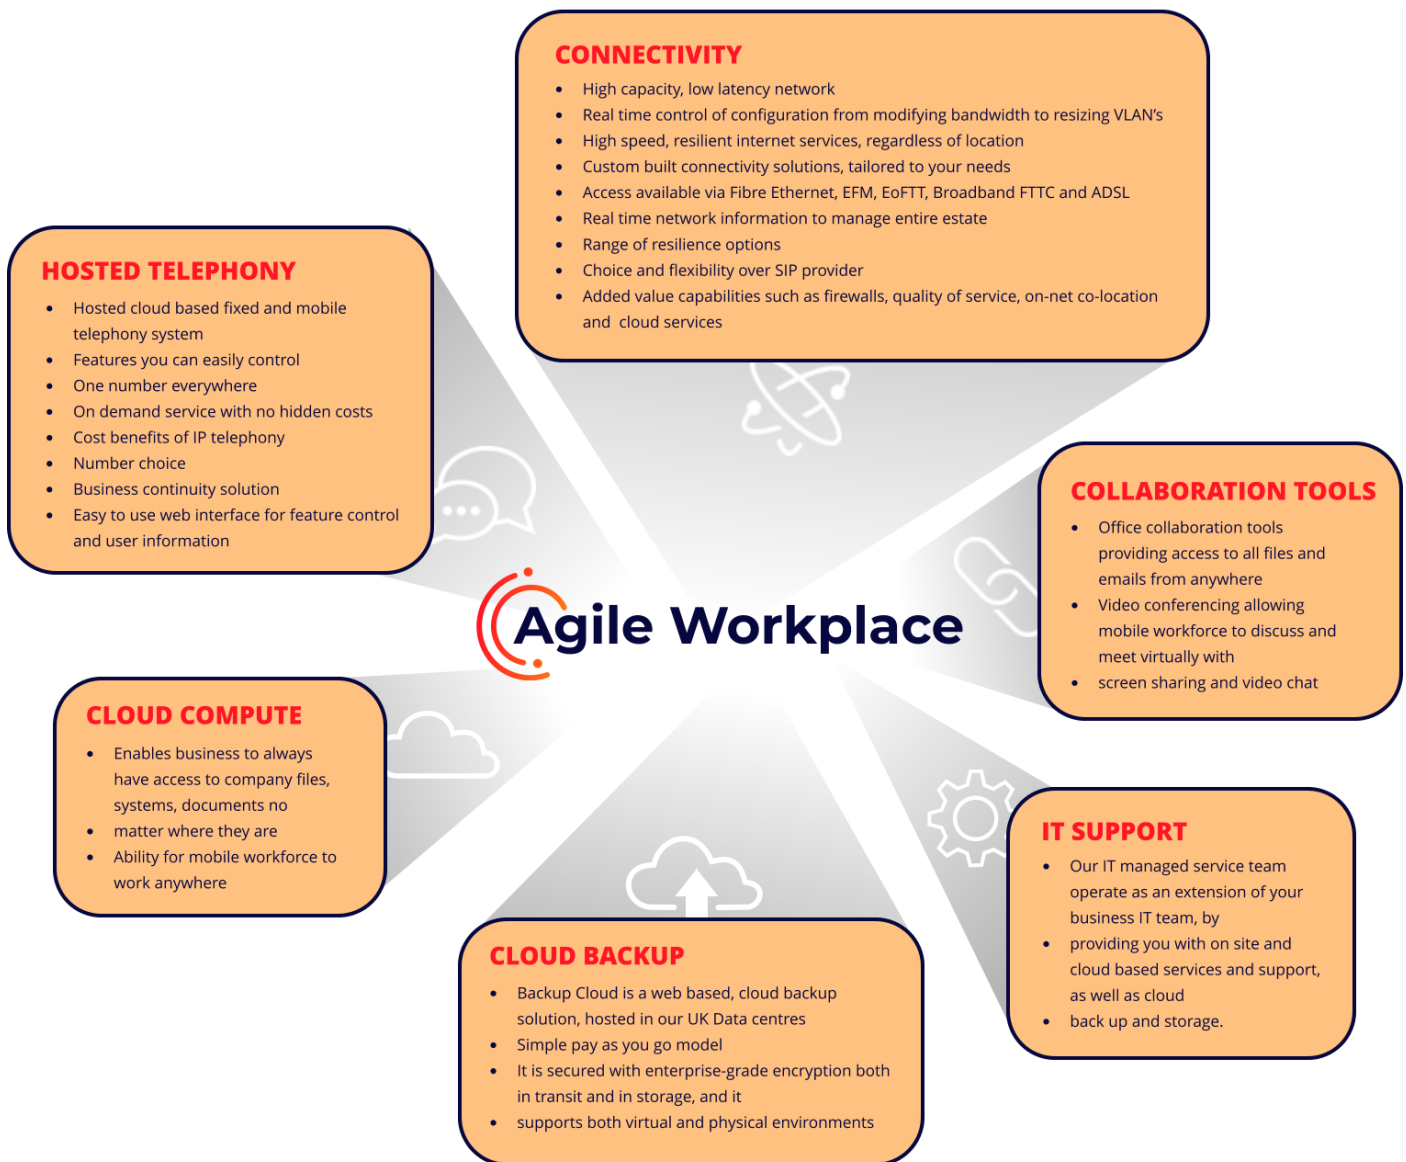 CONNECTIVITY
• High capacity, low latency network
• Real time control of configuration from modifying bandwidth to resizing VLAN's
• High speed, resilient internet services, regardless of location
• Custom built connectivity solutions, tailored to your needs
• Access available via Fibre Ethernet, EFM, EoFTT, Broadband FTTC and ADSL
• Real time network information to manage entire estate
• Range of resilience options
• Choice and flexibility over SIP provider
• Added value capabilities such as firewalls, quality of service, on-net co-location
and cloud services
HOSTED TELEPHONY
• Hosted cloud based fixed and mobile
telephony system
• Features you can easily control
• One number everywhere
• On demand service with no hidden costs
• Cost benefits of IP telephony
• Number choice
• Business continuity solution
• Easy to use web interface for feature control
and user information
COLLABORATION TOOLS
• Office collaboration tools
providing access to all files and
emails from anywhere
• Video conferencing allowing
mobile workforce to discuss and
meet virtually with
• screen sharing and video chat
Agile Workplace
CLOUD COMPUTE
• Enables business to always
have access to company files,
systems, documents no
• matter where they are
• Ability for mobile workforce to
work anywhere
IT SUPPORT
• Our IT managed service team
operate as an extension of your
business IT team, by
• providing you with on site and
cloud based services and support,
as well as cloud
• back up and storage.
CLOUD BACKUP
• Backup Cloud is a web based, cloud backup
solution, hosted in our UK Data centres
• Simple pay as you go model
• It is secured with enterprise-grade encryption both
in transit and in storage, and it
• supports both virtual and physical environments